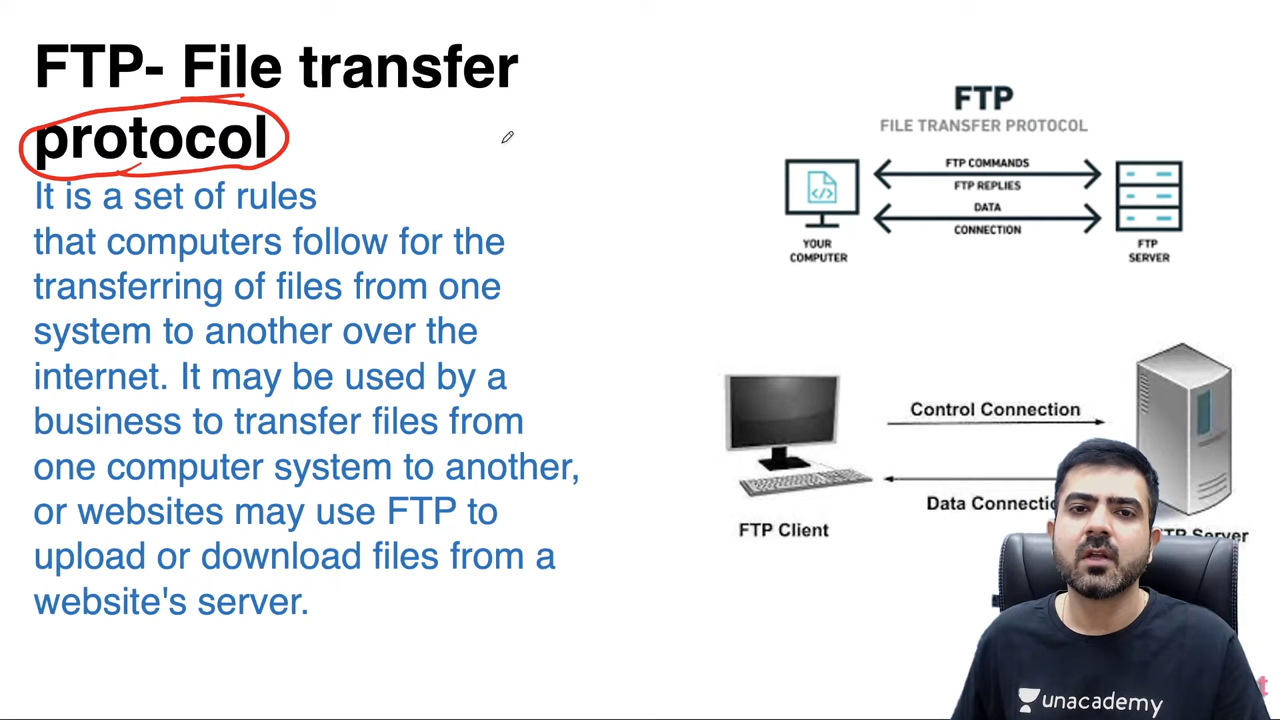 FTP- File transfer
protocol
It is a set of rules
that computers follow for the
transferring of files from one
system to another over the
internet. It may be used by a
business to transfer files from
one computer system to another,
or websites may use FTP to
upload or download files from a
website's server.
FTP
FILE TRANSFER PROTOCOL
FTP COMMANDS
FTP REPLIES
DATA
CONNECTION
YOUR
COMPUTER
FTP
SERVER
Control Connection
Data
FTP Client
Server
unacademy